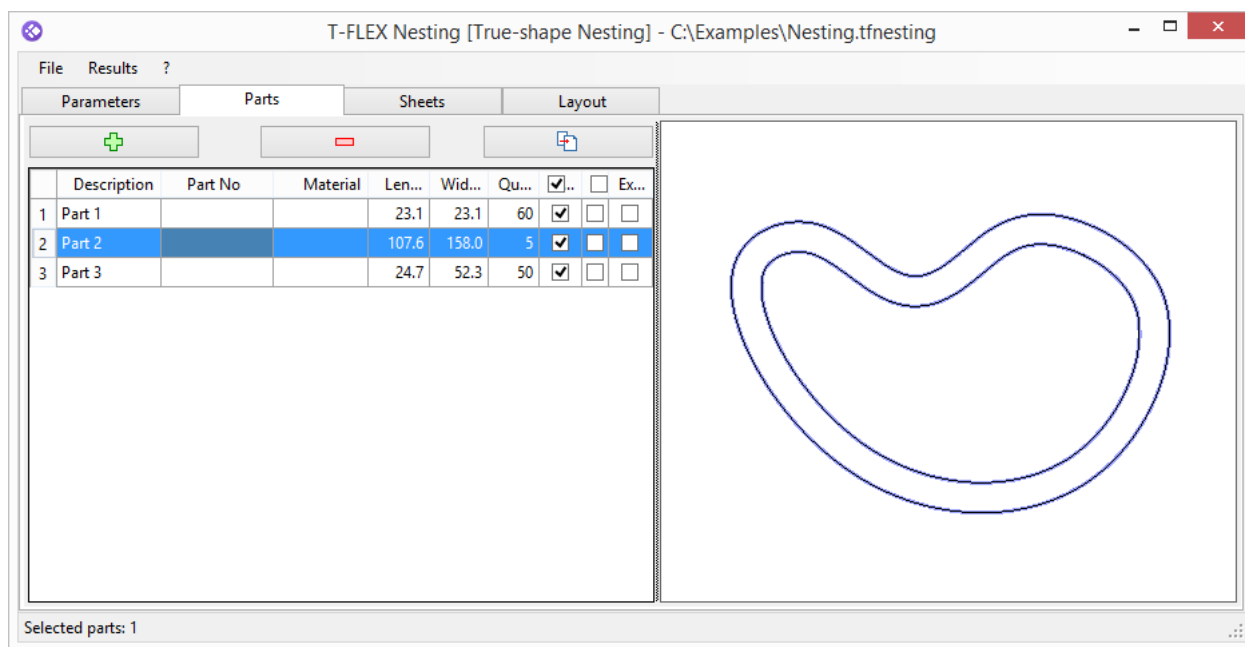 T-FLEX Nesting [True-shape Nesting] - C:\Examples\Nesting.tfnesting
File Results ?
Parameters Parts Sheets Layout
Description Part No Material Len... Wid... Qu... .. Ex...
1 Part 1 23.1 23.1 60
2 Part 2 107.6 158.0 5
3 Part 3 24.7 52.3 50
Selected parts: 1